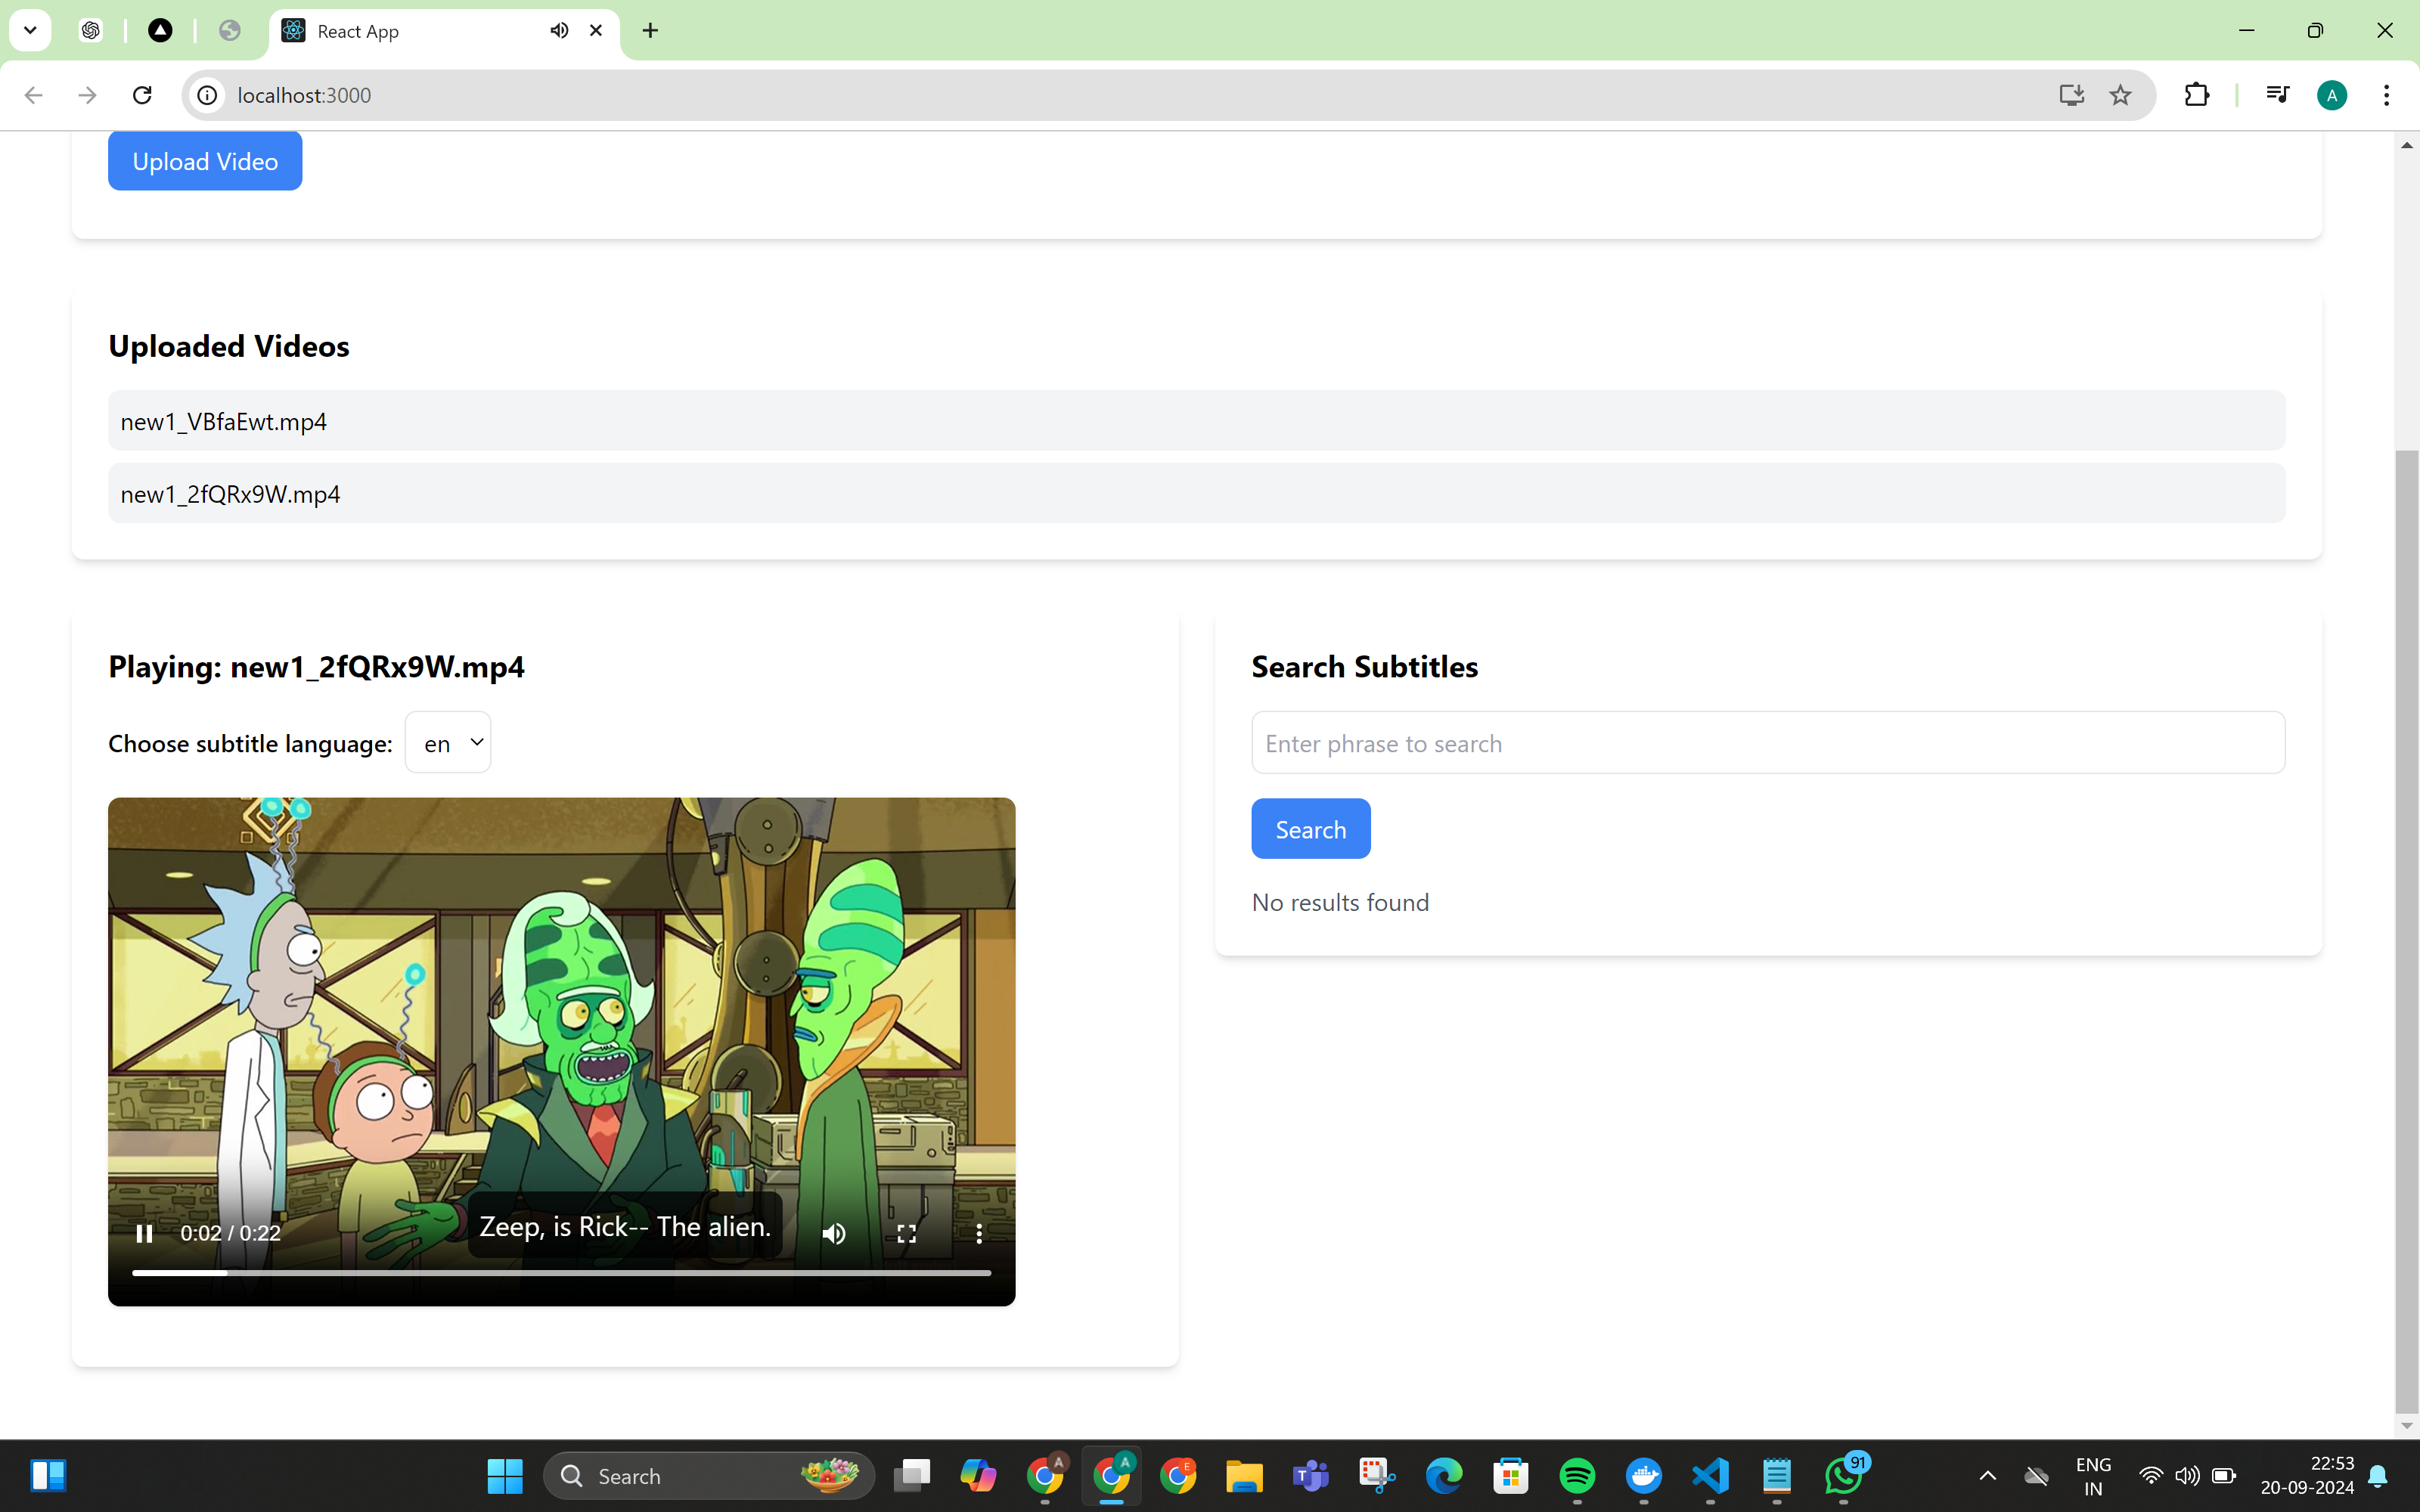 React App
localhost:3000
A
Upload Video
Uploaded Videos
new1_VBfaEwt.mp4
new1_2fQRx9W.mp4
Playing: new1_2fQRx9W.mp4
Choose subtitle language: en
Zeep, is Rick-- The alien.
0:02 / 0:22
Search Subtitles
Enter phrase to search
Search
No results found
Search
A
A
E
T
91
ENG
IN
22:53
20-09-2024